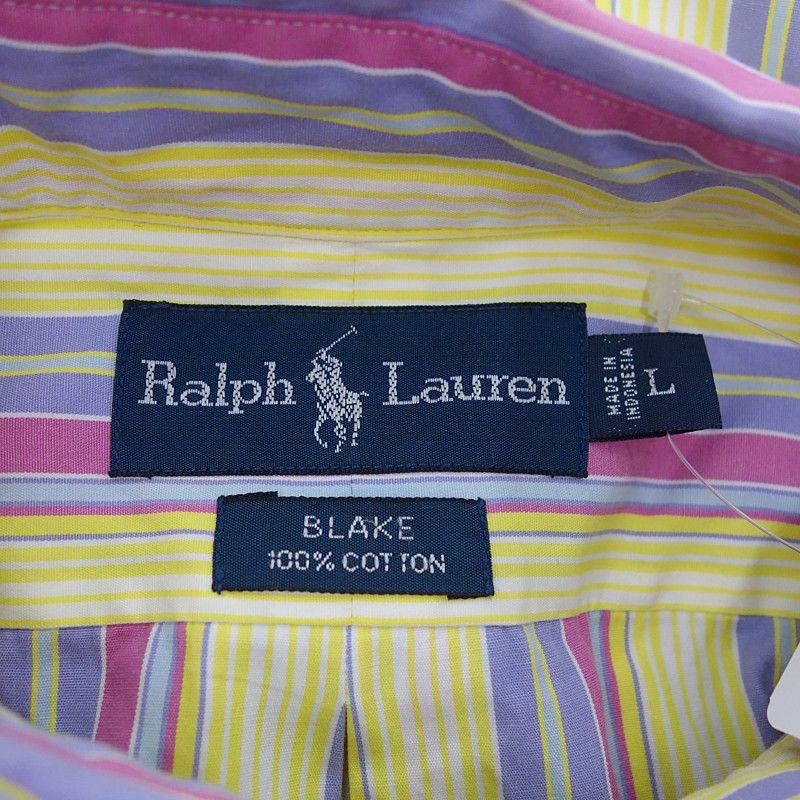 Ralph Lauren
MADE IN
INDONESIA
L
BLAKE
100% COTTON